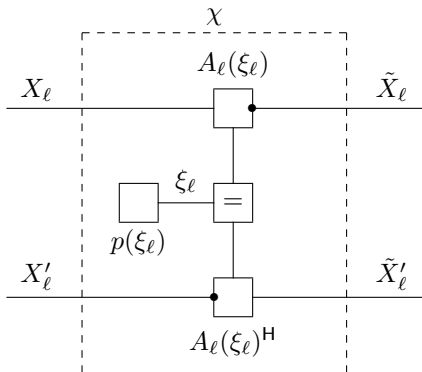 χ
A_ℓ(ξ_ℓ)
X_ℓ X̃_ℓ
ξ_ℓ =
p(ξ_ℓ)
X′_ℓ X̃′_ℓ
A_ℓ(ξ_ℓ)^H